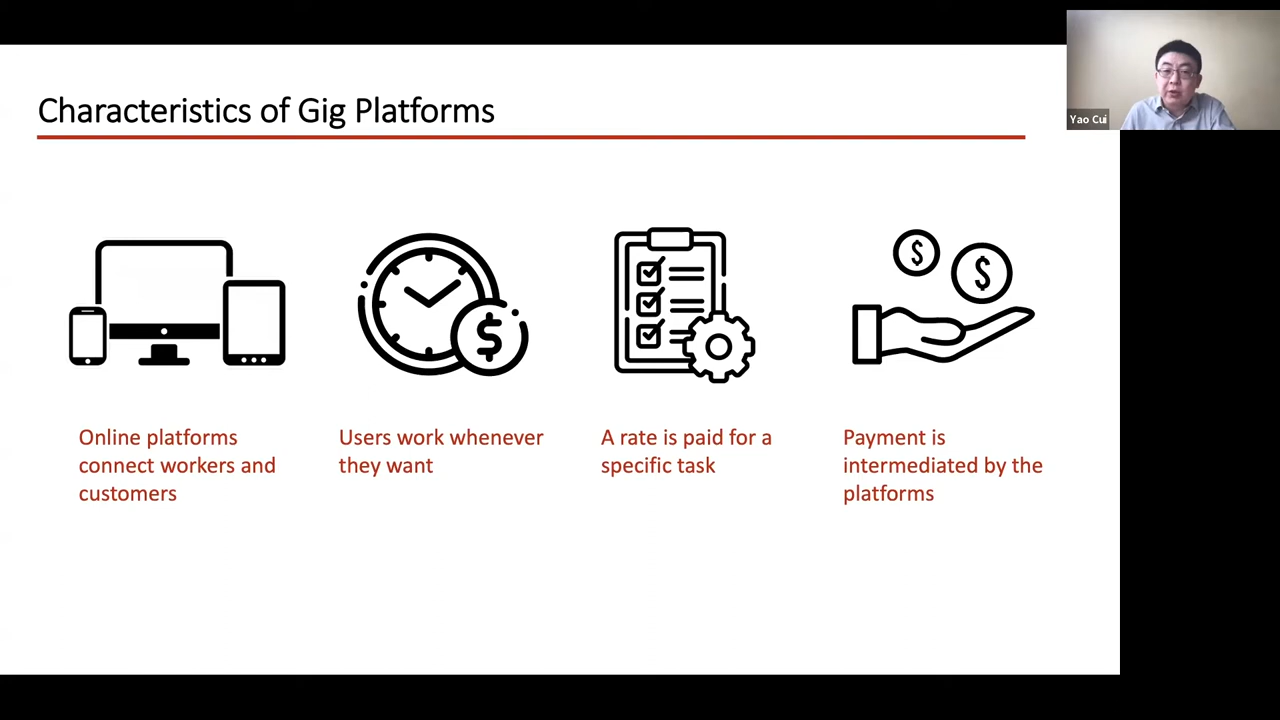 Characteristics of Gig Platforms
Yao Cui
$
$
$
Online platforms
connect workers and
customers
Users work whenever
they want
A rate is paid for a
specific task
Payment is
intermediated by the
platforms